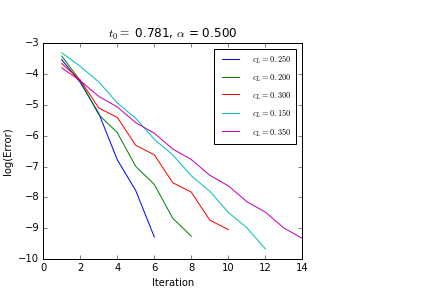 t₀ = 0.781, α = 0.500
−3
−4
−5
−6
−7
−8
−9
−10
log(Error)
0 2 4 6 8 10 12 14
Iteration
c_L = 0.250
c_L = 0.200
c_L = 0.300
c_L = 0.150
c_L = 0.350